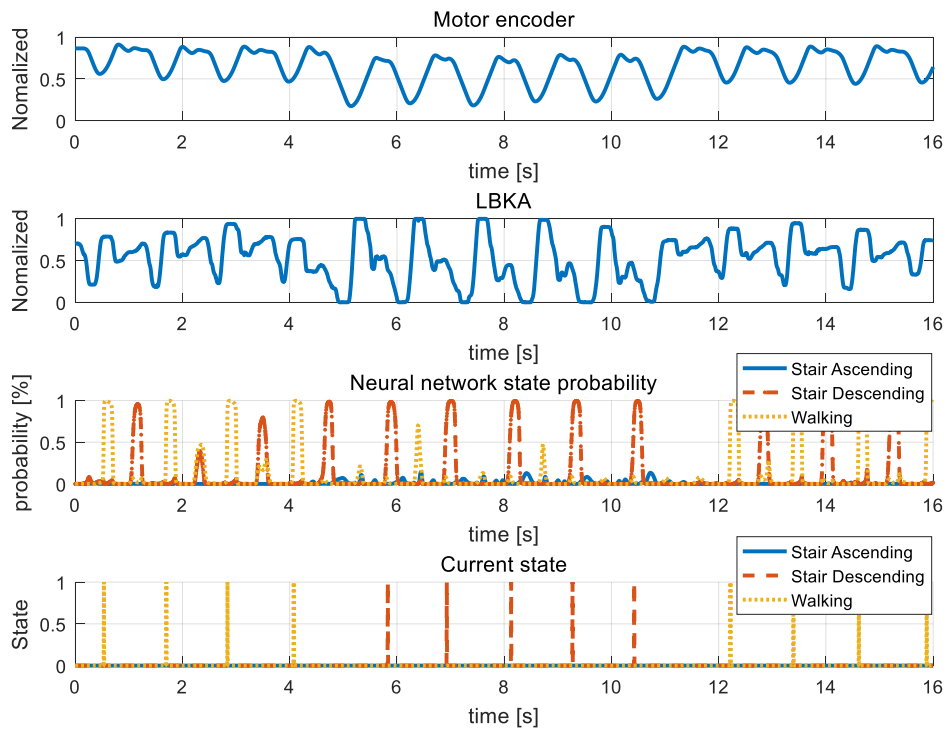 Motor encoder
Nomalized
1
0.5
0
0 2 4 6 8 10 12 14 16
time [s]
LBKA
Normalized
1
0.5
0
0 2 4 6 8 10 12 14 16
time [s]
Neural network state probability
probability [%]
1
0.5
0
0 2 4 6 8 10 12 14 16
time [s]
Stair Ascending
Stair Descending
Walking
Current state
State
1
0.5
0
0 2 4 6 8 10 12 14 16
time [s]
Stair Ascending
Stair Descending
Walking